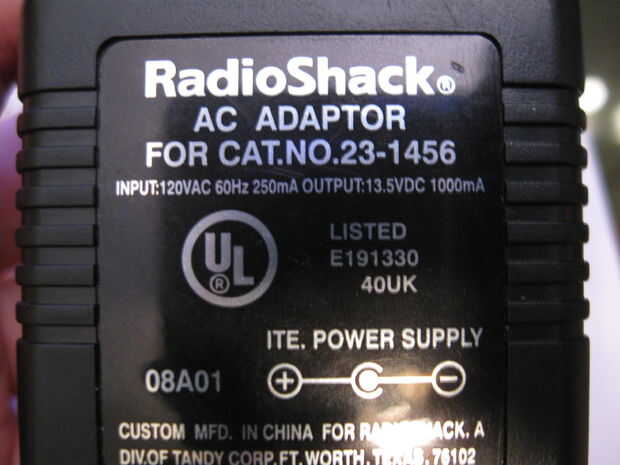 RadioShack®
AC ADAPTOR
FOR CAT.NO.23-1456
INPUT:120VAC 60Hz 250mA OUTPUT:13.5VDC 1000mA
UL®
LISTED
E191330
40UK
ITE. POWER SUPPLY
08A01
CUSTOM MFD. IN CHINA FOR RADIOSHACK. A
DIV.OF TANDY CORP.FT.WORTH.TEXAS.76102